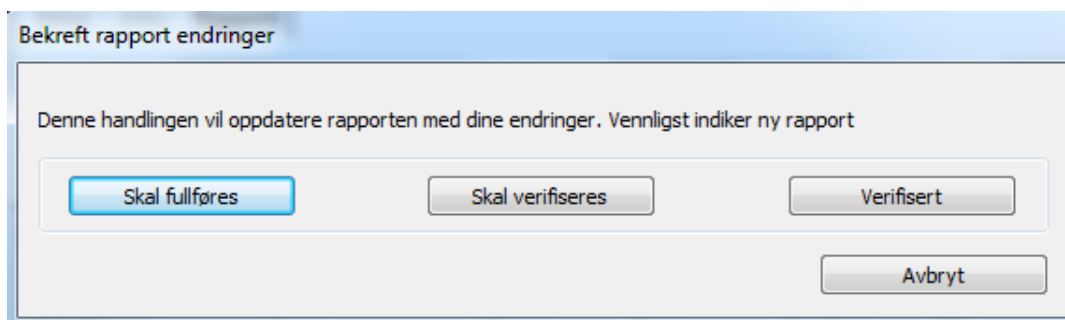 Bekreft rapport endringer
Denne handlingen vil oppdatere rapporten med dine endringer. Vennligst indiker ny rapport
Skal fullføres
Skal verifiseres
Verifisert
Avbryt